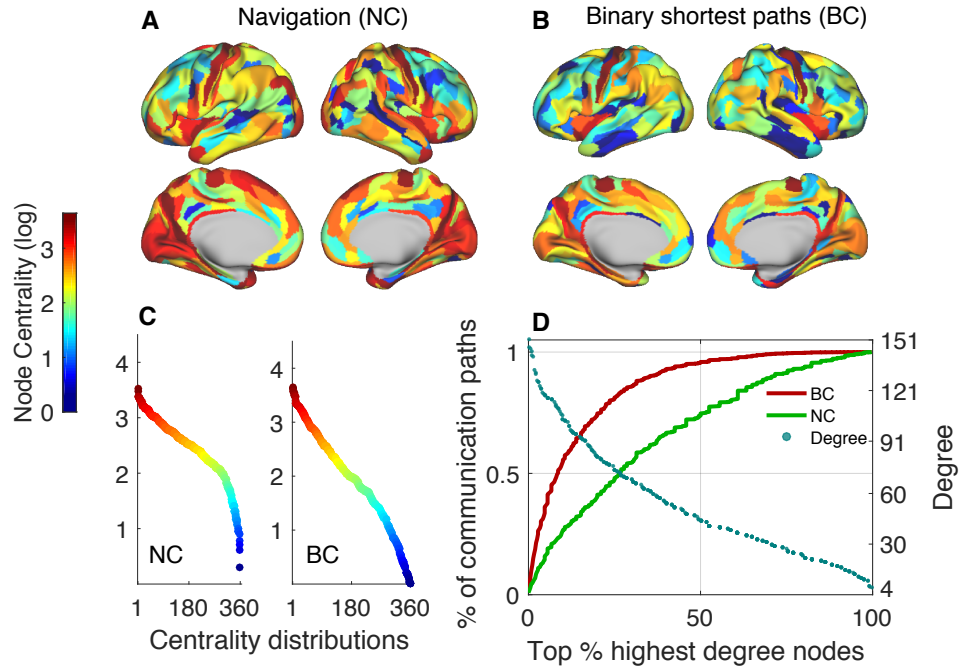 A Navigation (NC)
B Binary shortest paths (BC)
Node Centrality (log)
3
2
1
0
C
4
3
2
1
NC
1 180 360
4
3
2
1
BC
1 180 360
Centrality distributions
D
% of communication paths
1
0.5
0
BC
NC
Degree
151
121
91
60
30
4
Degree
0 50 100
Top % highest degree nodes